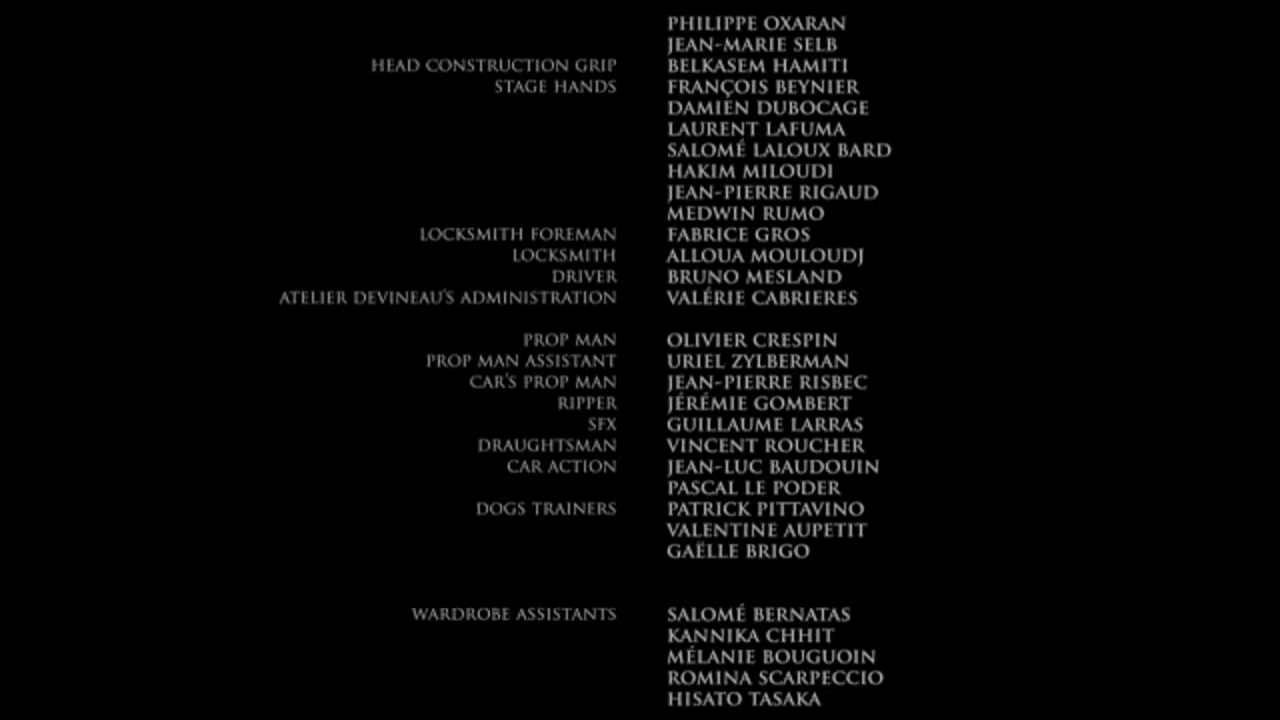 PHILIPPE OXARAN
JEAN-MARIE SELB
HEAD CONSTRUCTION GRIP BELKASEM HAMITI
STAGE HANDS FRANÇOIS BEYNIER
DAMIEN DUBOCAGE
LAURENT LAFUMA
SALOMÉ LALOUX BARD
HAKIM MILOUDI
JEAN-PIERRE RIGAUD
MEDWIN RUMO
LOCKSMITH FOREMAN FABRICE GROS
LOCKSMITH ALLOUA MOULOUDJ
DRIVER BRUNO MESLAND
ATELIER DEVINEAU'S ADMINISTRATION VALÉRIE CABRIERES
PROP MAN OLIVIER CRESPIN
PROP MAN ASSISTANT URIEL ZYLBERMAN
CAR'S PROP MAN JEAN-PIERRE RISBEC
RIPPER JÉRÉMIE GOMBERT
SFX GUILLAUME LARRAS
DRAUGHTSMAN VINCENT ROUCHER
CAR ACTION JEAN-LUC BAUDOUIN
PASCAL LE PODER
DOGS TRAINERS PATRICK PITTAVINO
VALENTINE AUPETIT
GAËLLE BRIGO
WARDROBE ASSISTANTS SALOMÉ BERNATAS
KANNIKA CHHIT
MÉLANIE BOUGUOIN
ROMINA SCARPECCIO
HISATO TASAKA